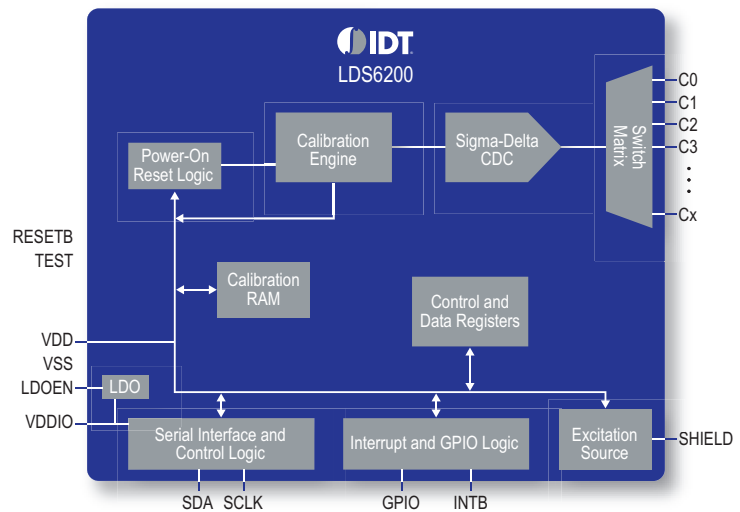 IDT
LDS6200
Power-On
Reset Logic
Calibration
Engine
Sigma-Delta
CDC
Switch
Matrix
C0
C1
C2
C3
Cx
RESETB
TEST
Calibration
RAM
Control and
Data Registers
VDD
VSS
LDOEN
LDO
VDDIO
Serial Interface and
Control Logic
Interrupt and GPIO Logic
Excitation
Source
SHIELD
SDA SCLK
GPIO INTB